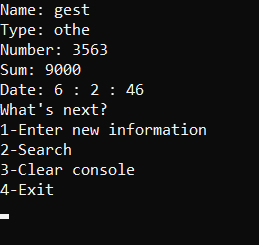 Name: gest
Type: othe
Number: 3563
Sum: 9000
Date: 6 : 2 : 46
What's next?
1-Enter new information
2-Search
3-Clear console
4-Exit